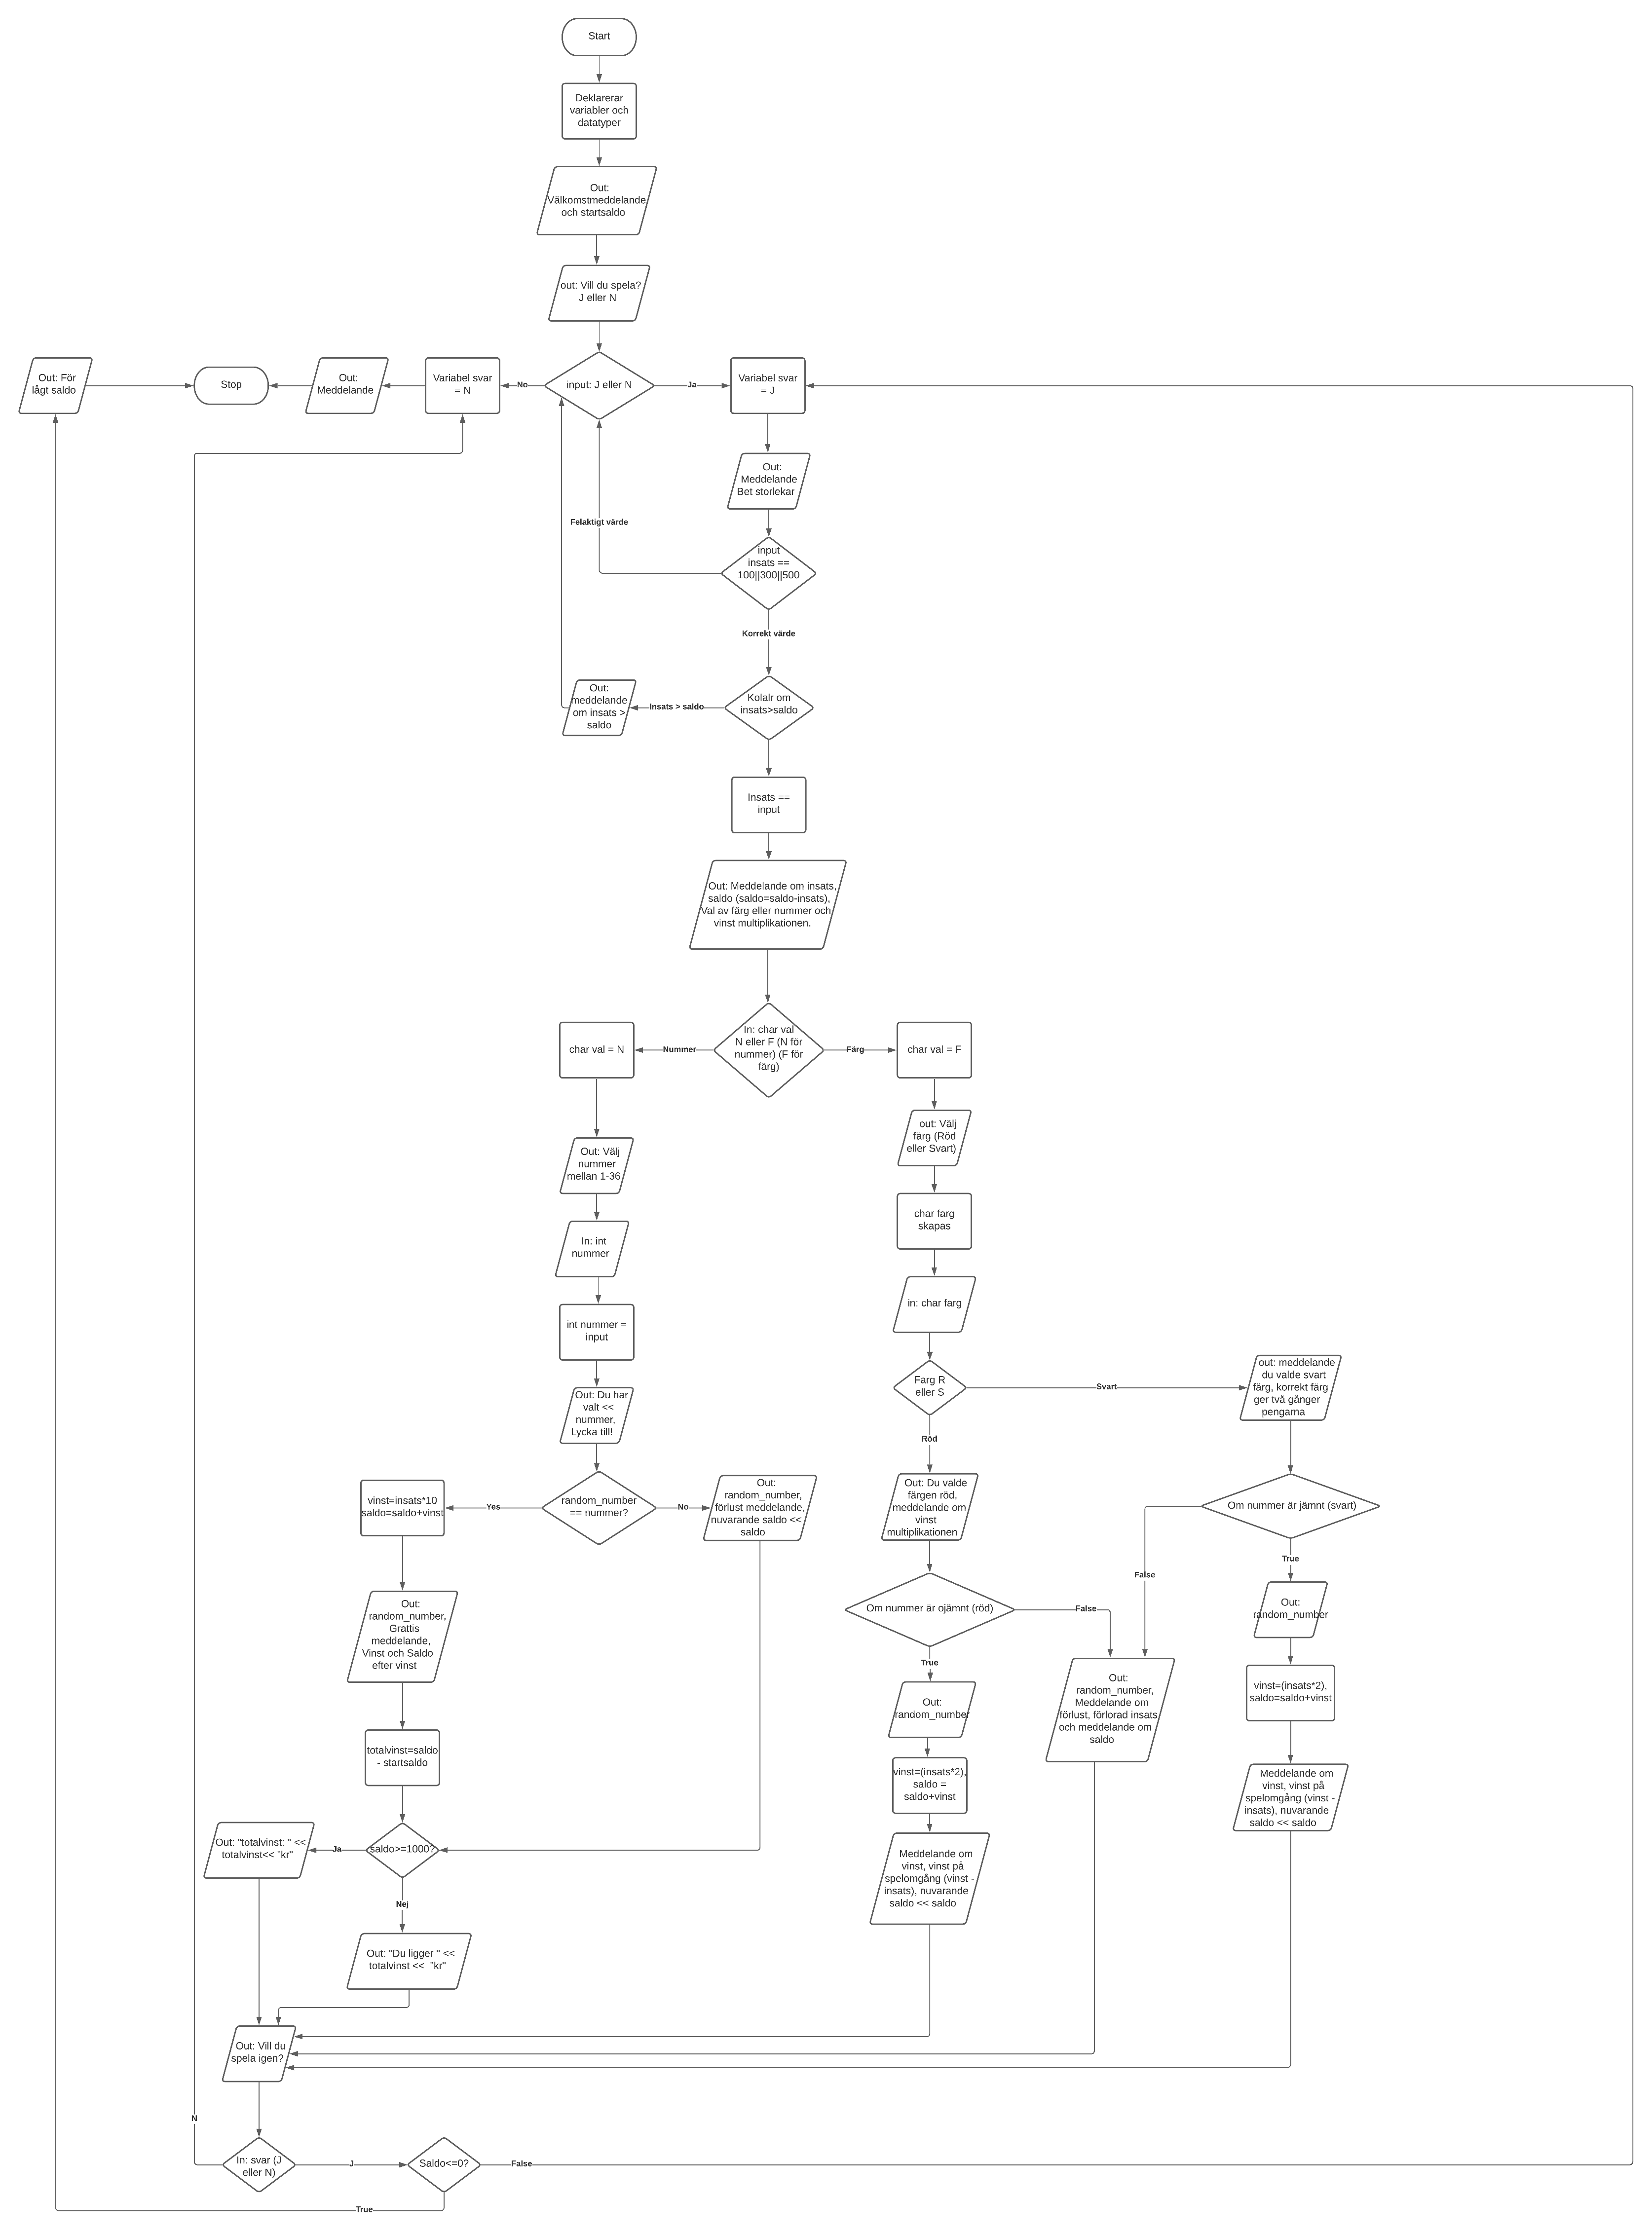 Start
Deklarerar
variabler och
datatyper
Out:
Välkomstmeddelande
och startsaldo
out: Vill du spela?
J eller N
Out: För
lågt saldo
Stop
Out:
Meddelande
Variabel svar
= N
No
input: J eller N
Ja
Variabel svar
= J
Out:
Meddelande
Bet storlekar
Felaktigt värde
input
insats ==
100||300||500
Korrekt värde
Out:
meddelande
om insats >
saldo
Insats > saldo
Kolalr om
insats>saldo
Insats ==
input
Out: Meddelande om insats,
saldo (saldo=saldo-insats),
Val av färg eller nummer och
vinst multiplikationen.
char val = N
Nummer
In: char val
N eller F (N för
nummer) (F för
färg)
Färg
char val = F
out: Välj
färg (Röd
eller Svart)
Out: Välj
nummer
mellan 1-36
char farg
skapas
In: int
nummer
in: char farg
int nummer =
input
Farg R
eller S
Svart
out: meddelande
du valde svart
färg, korrekt färg
ger två gånger
pengarna
Out: Du har
valt <<
nummer,
Lycka till!
Röd
vinst=insats*10
saldo=saldo+vinst
Yes
random_number
== nummer?
No
Out:
random_number,
förlust meddelande,
nuvarande saldo <<
saldo
Out: Du valde
färgen röd,
meddelande om
vinst
multiplikationen
Om nummer är jämnt (svart)
True
False
Out:
random_number,
Grattis
meddelande,
Vinst och Saldo
efter vinst
Om nummer är ojämnt (röd)
False
Out:
random_number
True
Out:
random_number
Out:
random_number,
Meddelande om
förlust, förlorad insats
och meddelande om
saldo
vinst=(insats*2),
saldo=saldo+vinst
totalvinst=saldo
- startsaldo
vinst=(insats*2),
saldo =
saldo+vinst
Meddelande om
vinst, vinst på
spelomgång (vinst -
insats), nuvarande
saldo << saldo
Out: "totalvinst: " <<
totalvinst<< "kr"
Ja
saldo>=1000?
Meddelande om
vinst, vinst på
spelomgång (vinst -
insats), nuvarande
saldo << saldo
Nej
Out: "Du ligger " <<
totalvinst <<  "kr"
Out: Vill du
spela igen?
N
In: svar (J
eller N)
J
Saldo<=0?
False
True